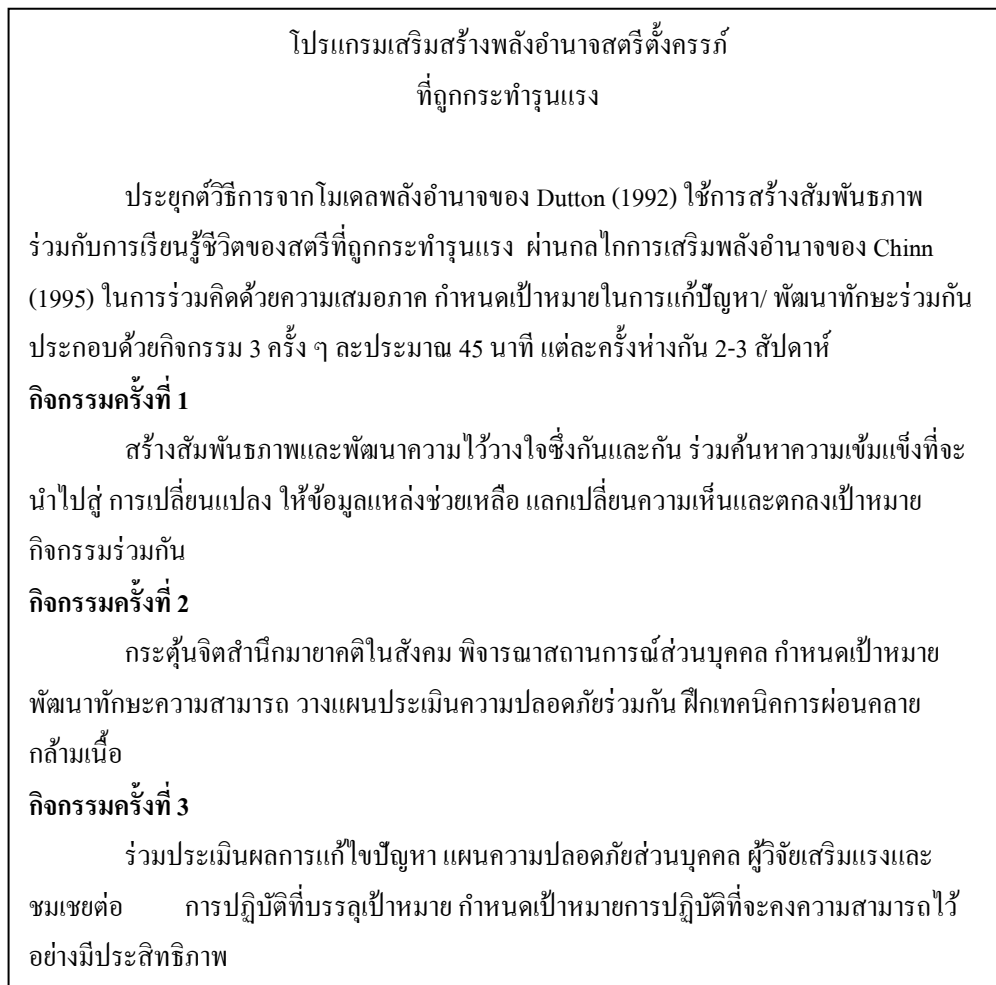 โปรแกรมเสริมสร้างพลังอำนาจสตรีตั้งครรภ์
ที่ถูกกระทำรุนแรง
ประยุกต์วิธีการจากโมเดลพลังอำนาจของ Dutton (1992) ใช้การสร้างสัมพันธภาพ
ร่วมกับการเรียนรู้ชีวิตของสตรีที่ถูกกระทำรุนแรง ผ่านกลไกการเสริมพลังอำนาจของ Chinn
(1995) ในการร่วมคิดด้วยความเสมอภาค กำหนดเป้าหมายในการแก้ปัญหา/ พัฒนาทักษะร่วมกัน
ประกอบด้วยกิจกรรม 3 ครั้ง ๆ ละประมาณ 45 นาที แต่ละครั้งห่างกัน 2-3 สัปดาห์
กิจกรรมครั้งที่ 1
สร้างสัมพันธภาพและพัฒนาความไว้วางใจซึ่งกันและกัน ร่วมค้นหาความเข้มแข็งที่จะ
นำไปสู่ การเปลี่ยนแปลง ให้ข้อมูลแหล่งช่วยเหลือ แลกเปลี่ยนความเห็นและตกลงเป้าหมาย
กิจกรรมร่วมกัน
กิจกรรมครั้งที่ 2
กระตุ้นจิตสำนึกมายาคติในสังคม พิจารณาสถานการณ์ส่วนบุคคล กำหนดเป้าหมาย
พัฒนาทักษะความสามารถ วางแผนประเมินความปลอดภัยร่วมกัน ฝึกเทคนิคการผ่อนคลาย
กล้ามเนื้อ
กิจกรรมครั้งที่ 3
ร่วมประเมินผลการแก้ไขปัญหา แผนความปลอดภัยส่วนบุคคล ผู้วิจัยเสริมแรงและ
ชมเชยต่อ การปฏิบัติที่บรรลุเป้าหมาย กำหนดเป้าหมายการปฏิบัติที่จะคงความสามารถไว้
อย่างมีประสิทธิภาพ